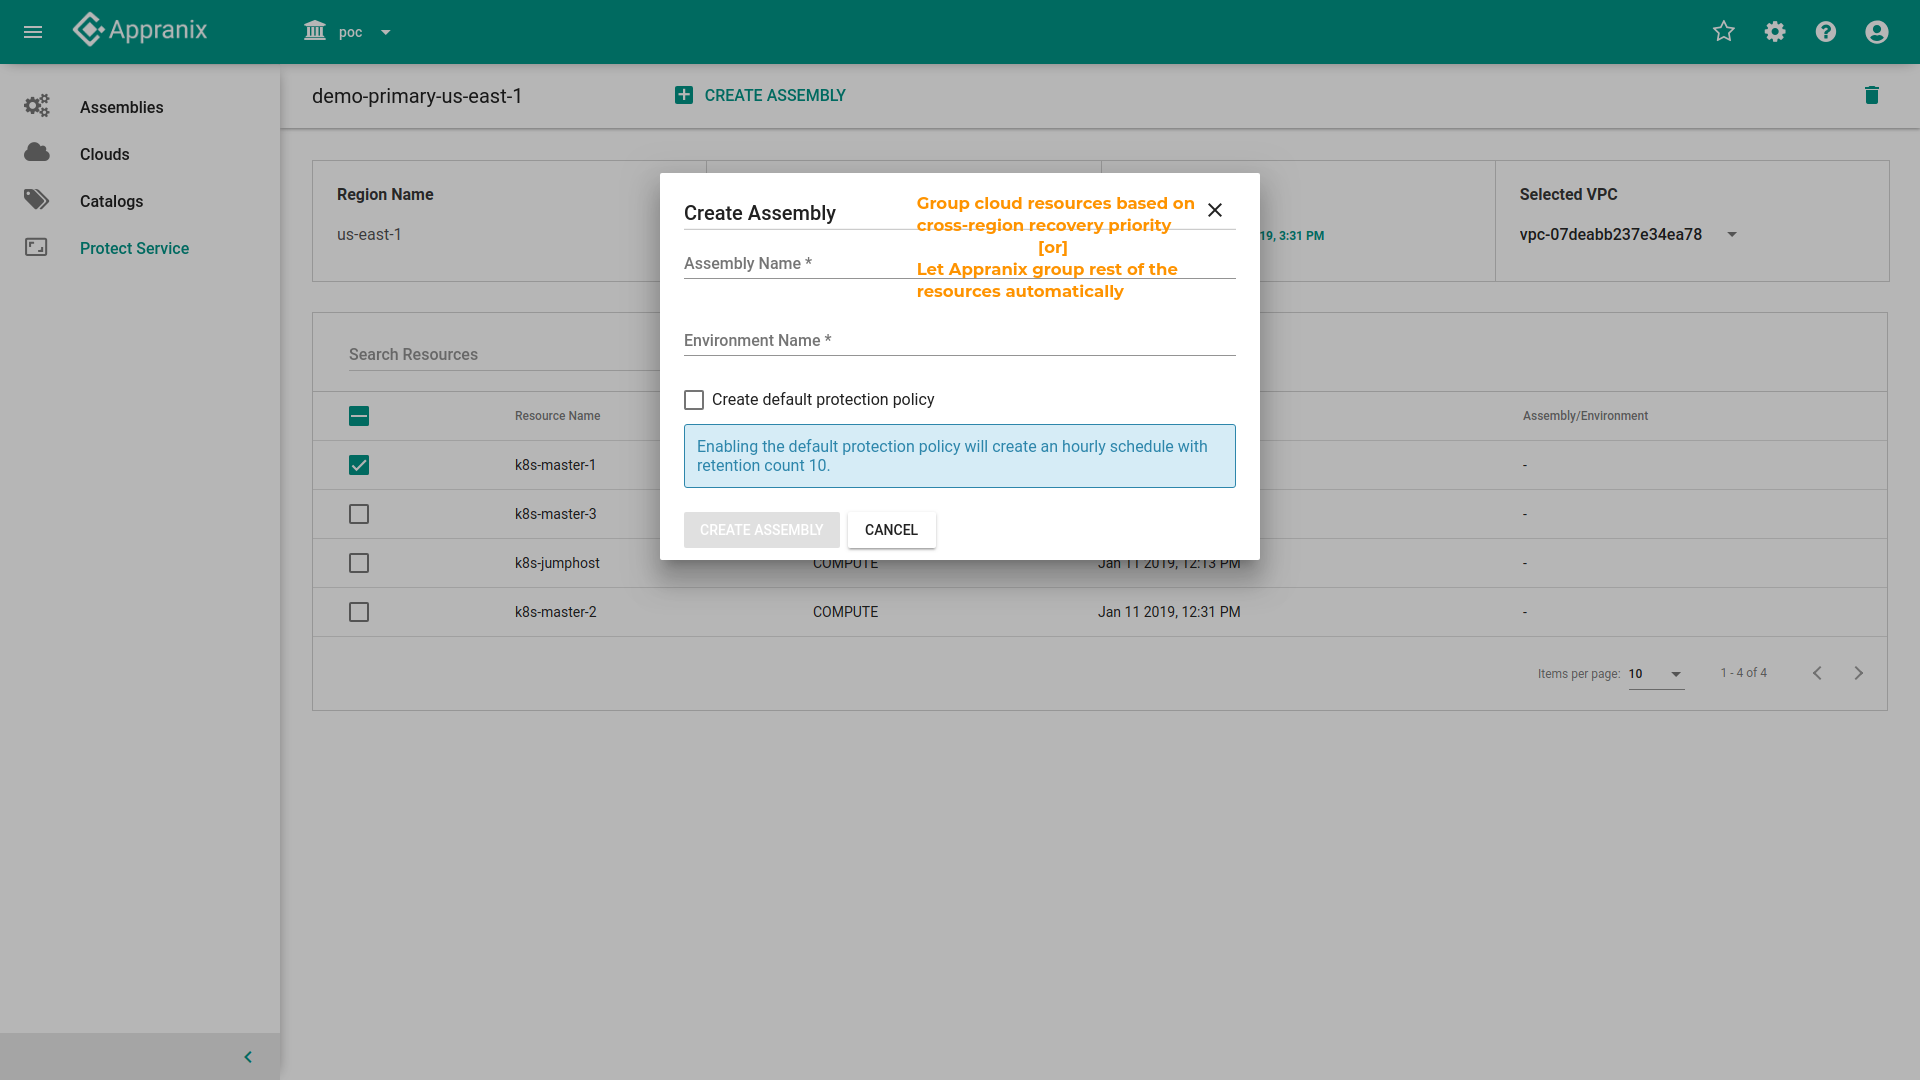 Appranix
poc
Assemblies
Clouds
Catalogs
Protect Service
demo-primary-us-east-1
CREATE ASSEMBLY
Region Name
us-east-1
19, 3:31 PM
Selected VPC
vpc-07deabb237e34ea78
Create Assembly
Group cloud resources based on
cross-region recovery priority
[or]
Let Appranix group rest of the
resources automatically
Assembly Name *
Environment Name *
Create default protection policy
Enabling the default protection policy will create an hourly schedule with
retention count 10.
CREATE ASSEMBLY
CANCEL
Search Resources
Resource Name
Assembly/Environment
k8s-master-1
-
k8s-master-3
-
k8s-jumphost
COMPUTE
Jan 11 2019, 12:13 PM
-
k8s-master-2
COMPUTE
Jan 11 2019, 12:31 PM
-
Items per page:
10
1 - 4 of 4